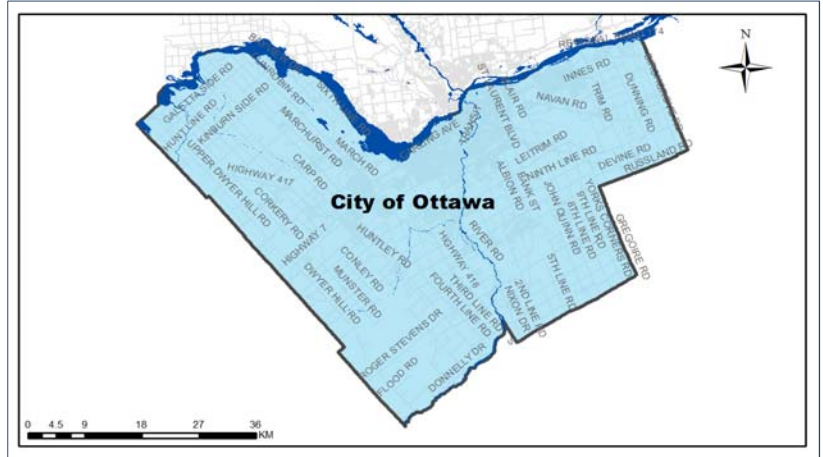 N
INNES RD
NAVAN RD
TRIM RD
DUNNING RD
LEITRIM RD
NINTH LINE RD
DEVINE RD
RUSSLAND RD
GALETTA SIDE RD
HUNT LINE RD
KINBURN SIDE RD
MARCHURST RD
MARCH RD
UPPER DWYER HILL RD
HIGHWAY 417
CARP RD
CORKERY RD
City of Ottawa
ALBION RD
BANK ST
JOHN QUINN RD
YORKS CORNERS RD
9TH LINE RD
8TH LINE RD
GREGOIRE RD
HIGHWAY 7
HUNTLEY RD
RIVER RD
CONLEY RD
MUNSTER RD
DWYER HILL RD
HIGHWAY 416
THIRD LINE RD
FOURTH LINE RD
5TH LINE RD
2ND LINE RD
NIXON DR
ROGER STEVENS DR
FLOOD RD
DONNELLY DR
0 4.5 9 18 27 36
KM